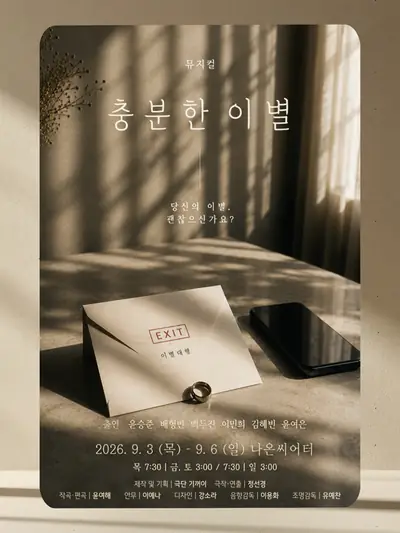 뮤지컬
충분한 이별
당신의 이별,
괜찮으신가요?
EXIT
이별대행
출연 윤승준 배형빈 백동진 이민희 김혜빈 윤여은
2026. 9. 3 (목) - 9. 6 (일) 나온씨어터
목 7:30 | 금, 토 3:00 / 7:30 | 일 3:00
제작 및 기획 | 극단 기까이 극작·연출 | 정선경
작곡·편곡 | 윤여해 안무 | 이예나 디자인 | 강소라 음향감독 | 이용화 조명감독 | 유예찬